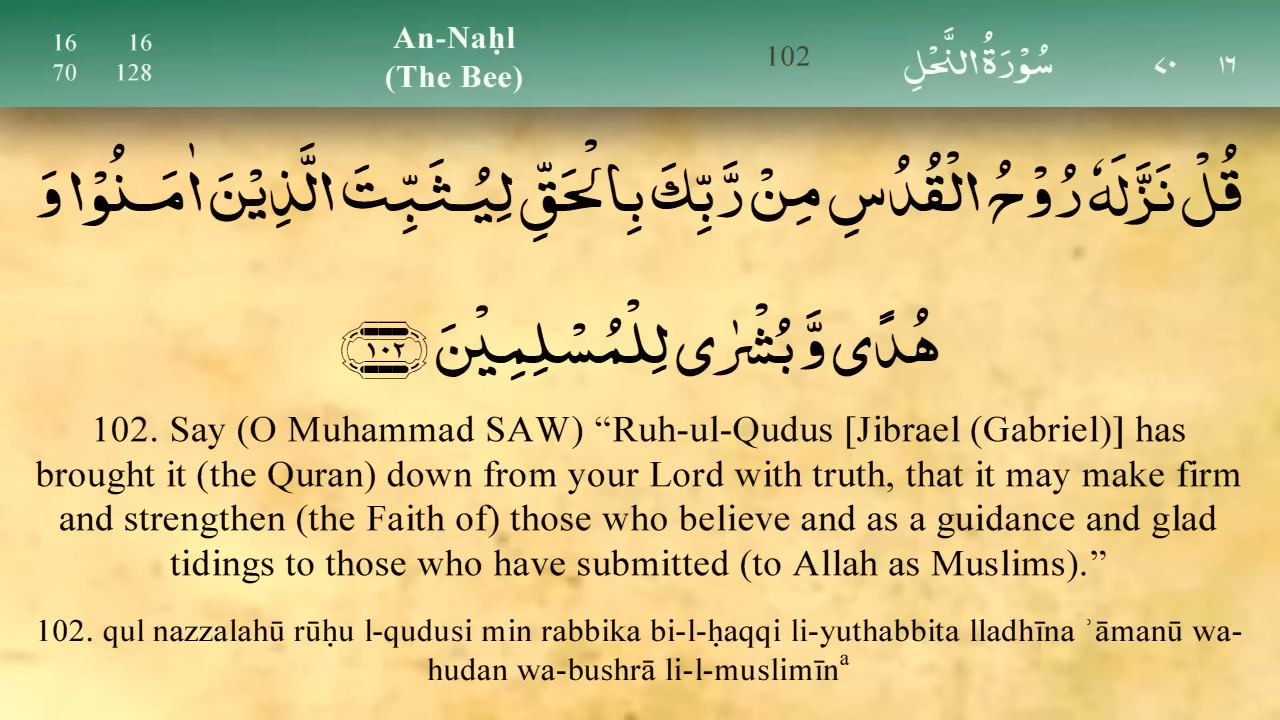 16 16
70 128
An-Naḥl
(The Bee)
102
سُوْرَةُ النَّحْلِ
٧٠ ١٦
قُلْ نَزَّلَهٗ رُوْحُ الْقُدُسِ مِنْ رَّبِّكَ بِالْحَقِّ لِيُـثَبِّتَ الَّذِيْنَ اٰمَـنُوْا وَ
هُدًى وَّ بُشْرٰى لِلْمُسْلِمِيْنَ ١٠٢
102. Say (O Muhammad SAW) “Ruh-ul-Qudus [Jibrael (Gabriel)] has
brought it (the Quran) down from your Lord with truth, that it may make firm
and strengthen (the Faith of) those who believe and as a guidance and glad
tidings to those who have submitted (to Allah as Muslims).”
102. qul nazzalahū rūḥu l-qudusi min rabbika bi-l-ḥaqqi li-yuthabbita lladhīna ʾāmanū wa-
hudan wa-bushrā li-l-muslimīnᵃ